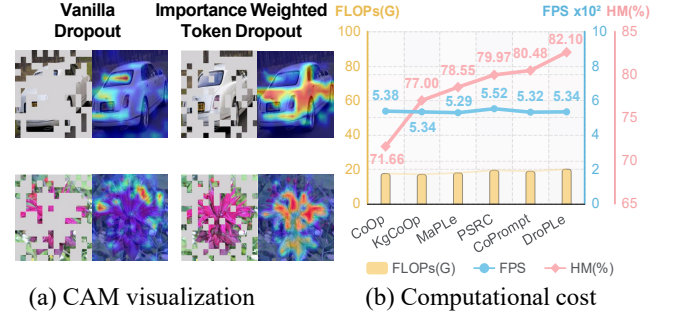 Vanilla
Dropout
Importance Weighted
Token Dropout
(a) CAM visualization
FLOPs(G)
FPS x10²
HM(%)
100
80
60
40
20
0
10
8
6
4
2
0
85
80
75
70
65
5.38
5.34
5.29
5.52
5.32
5.34
71.66
77.00
78.55
79.97
80.48
82.10
CoOp
KgCoOp
MaPLe
PSRC
CoPrompt
DroPLe
FLOPs(G)
FPS
HM(%)
(b) Computational cost